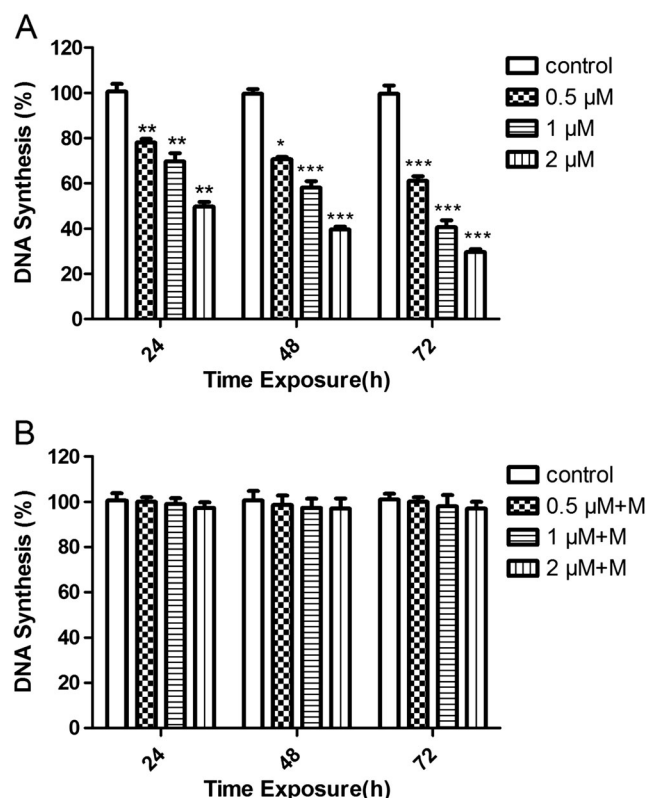 A
DNA Synthesis (%)
120
100
80
60
40
20
0
** ** **
* *** ***
*** *** ***
24 48 72
Time Exposure(h)
control
0.5 µM
1 µM
2 µM
B
DNA Synthesis (%)
120
100
80
60
40
20
0
24 48 72
Time Exposure(h)
control
0.5 µM+M
1 µM+M
2 µM+M